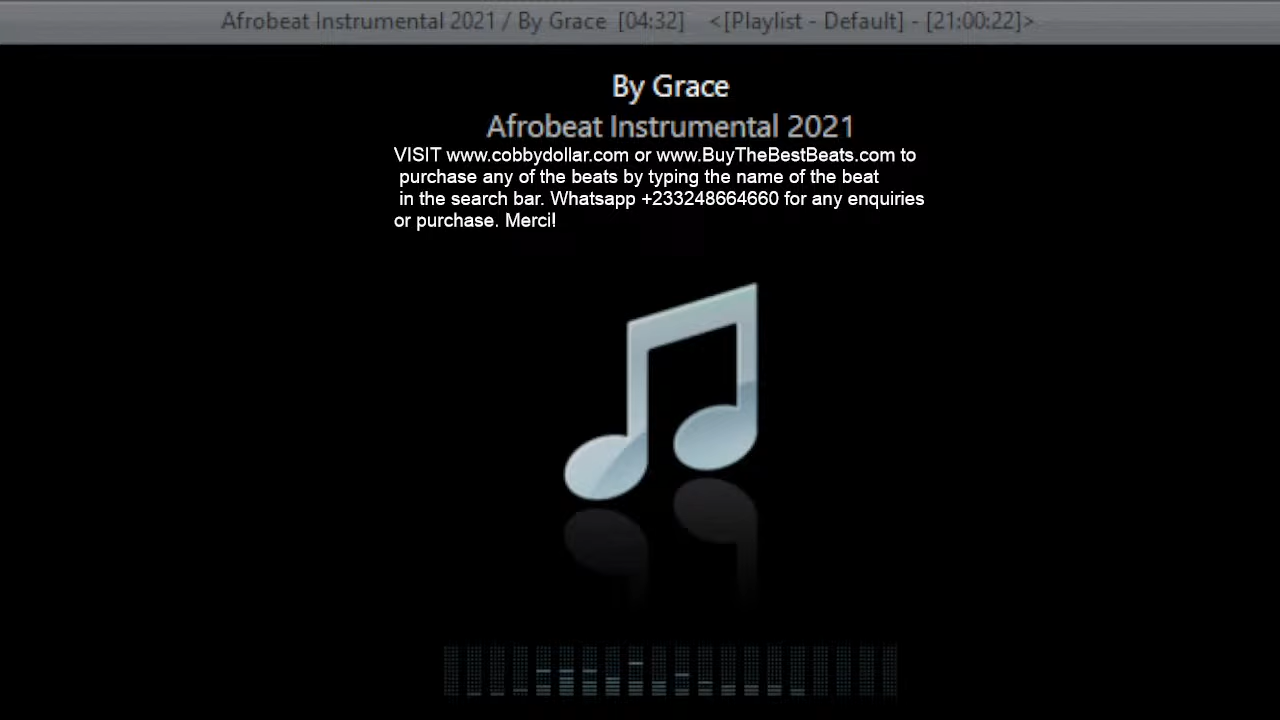 Afrobeat Instrumental 2021 / By Grace [04:32] <[Playlist - Default] - [21:00:22]>
By Grace
Afrobeat Instrumental 2021
VISIT www.cobbydollar.com or www.BuyTheBestBeats.com to
purchase any of the beats by typing the name of the beat
in the search bar. Whatsapp +233248664660 for any enquiries
or purchase. Merci!